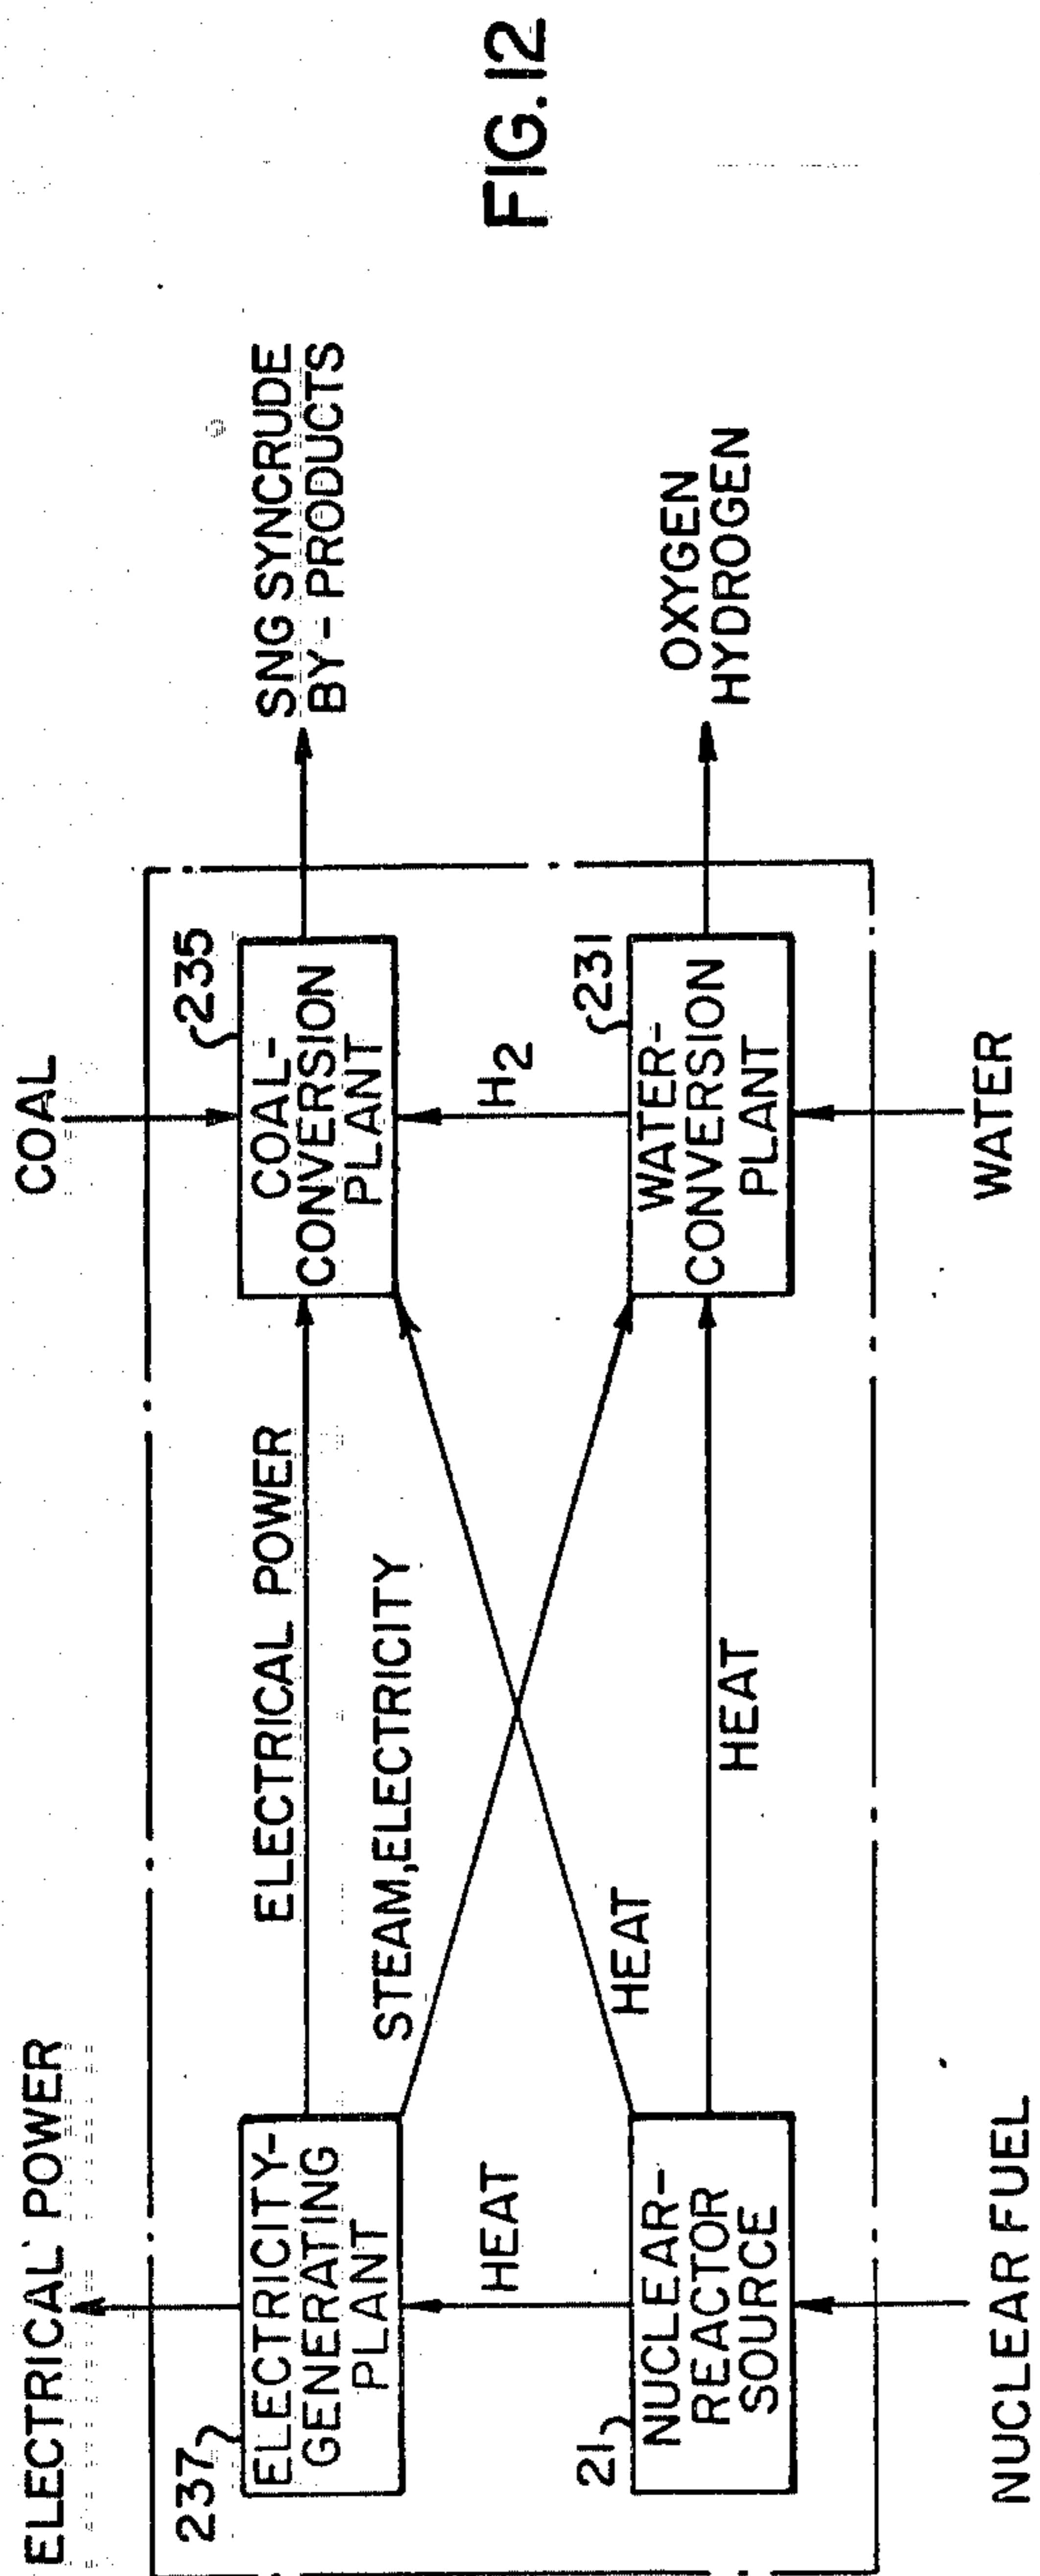 ELECTRICAL POWER
COAL
237
ELECTRICITY-
GENERATING
PLANT
ELECTRICAL POWER
235
COAL-
CONVERSION
PLANT
SNG SYNCRUDE
BY-PRODUCTS
STEAM,ELECTRICITY
HEAT
H2
HEAT
21
NUCLEAR-
REACTOR
SOURCE
HEAT
231
WATER-
CONVERSION
PLANT
OXYGEN
HYDROGEN
NUCLEAR FUEL
WATER
FIG.12